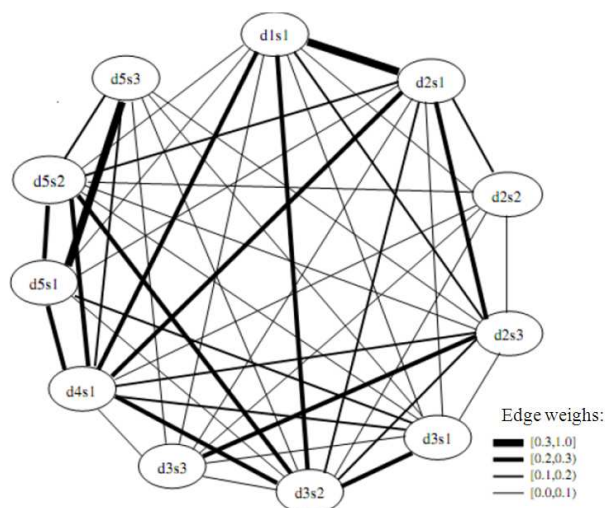 d1s1
d5s3
d2s1
d5s2
d2s2
d5s1
d2s3
d4s1
Edge weighs:
d3s1
[0.3,1.0]
d3s3
[0.2,0.3)
d3s2
[0.1,0.2)
[0.0,0.1)